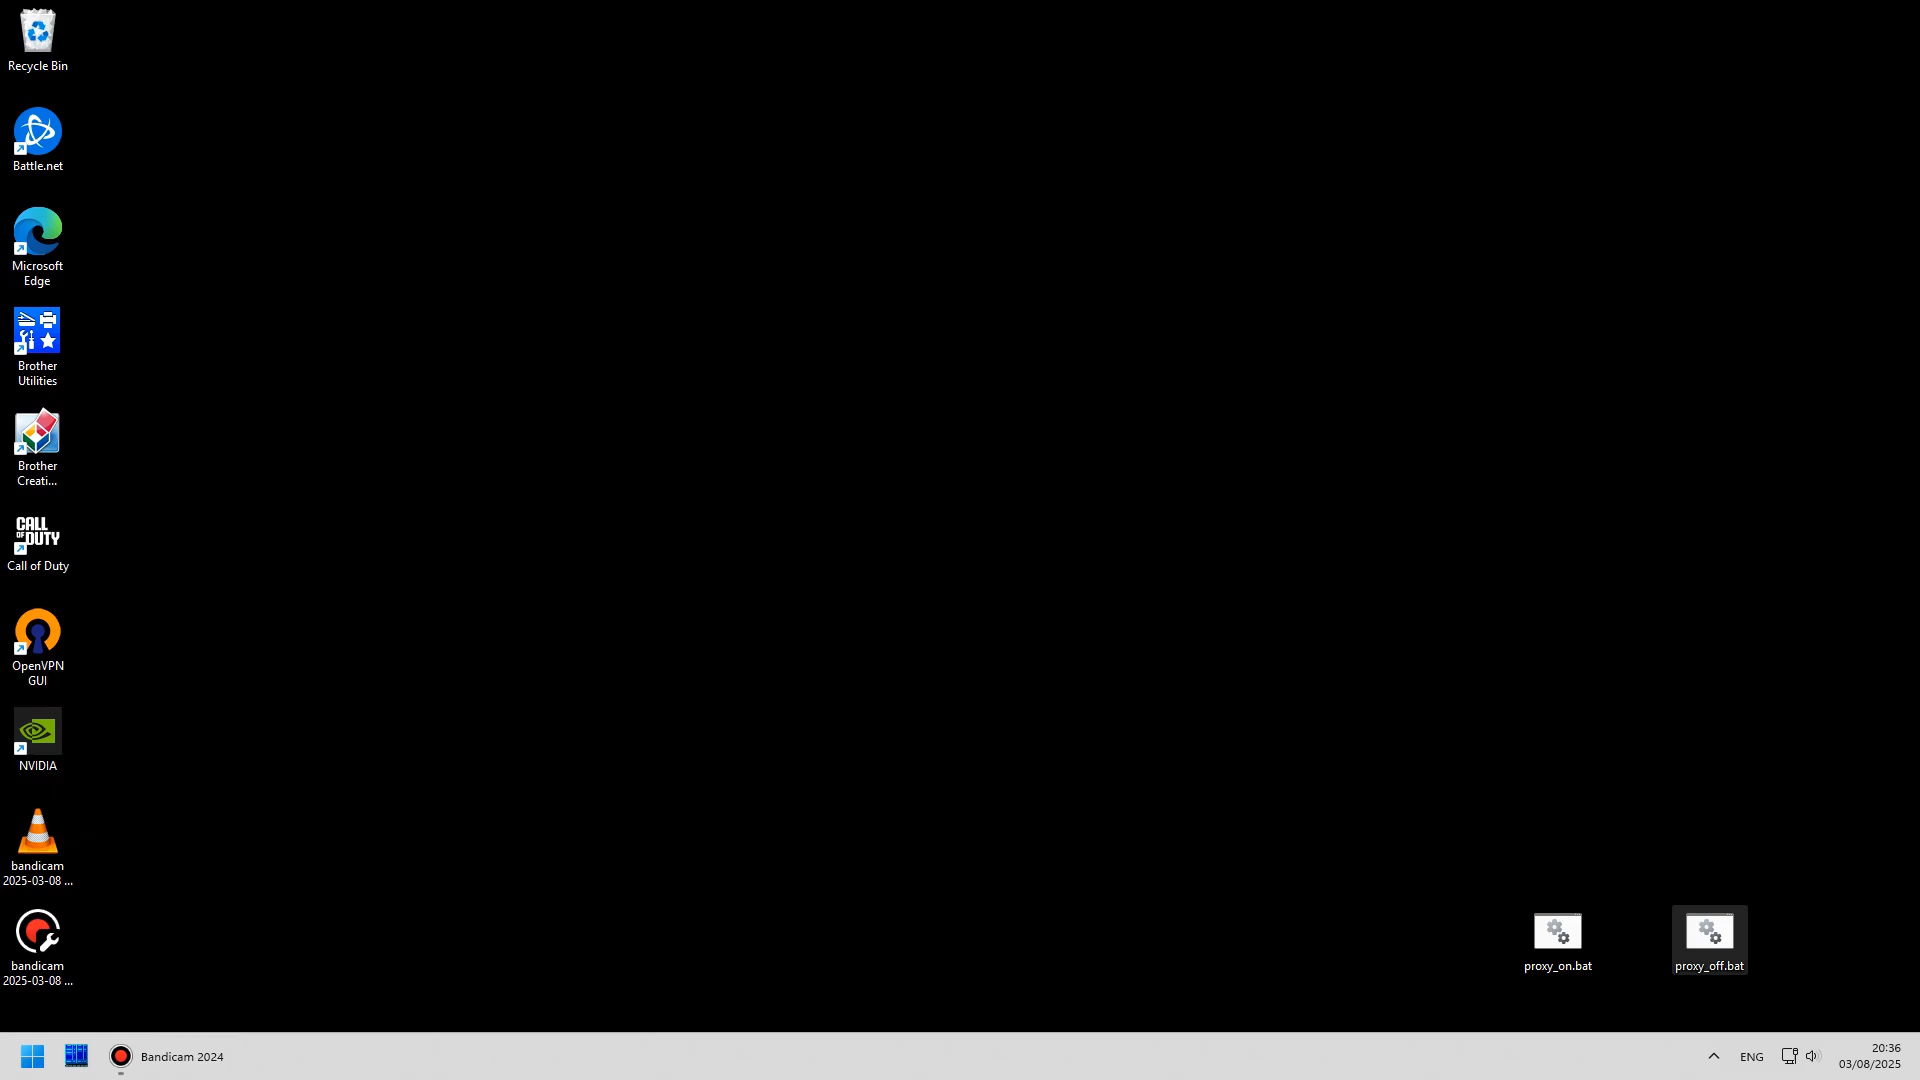 Recycle Bin
Battle.net
Microsoft
Edge
Brother
Utilities
Brother
Creati...
CALL
OF DUTY
Call of Duty
OpenVPN
GUI
NVIDIA
bandicam
2025-03-08 ...
bandicam
2025-03-08 ...
proxy_on.bat
proxy_off.bat
Bandicam 2024
ENG
20:36
03/08/2025